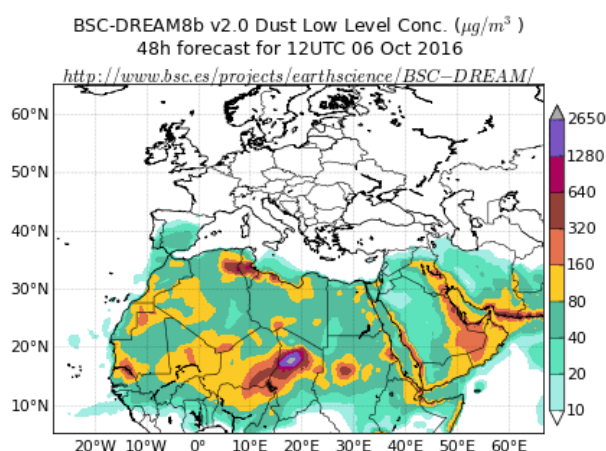 BSC-DREAM8b v2.0 Dust Low Level Conc. (μg/m³ )
48h forecast for 12UTC 06 Oct 2016
http://www.bsc.es/projects/earthscience/BSC−DREAM/
60°N
50°N
40°N
30°N
20°N
10°N
20°W 10°W 0° 10°E 20°E 30°E 40°E 50°E 60°E
2650
1280
640
320
160
80
40
20
10